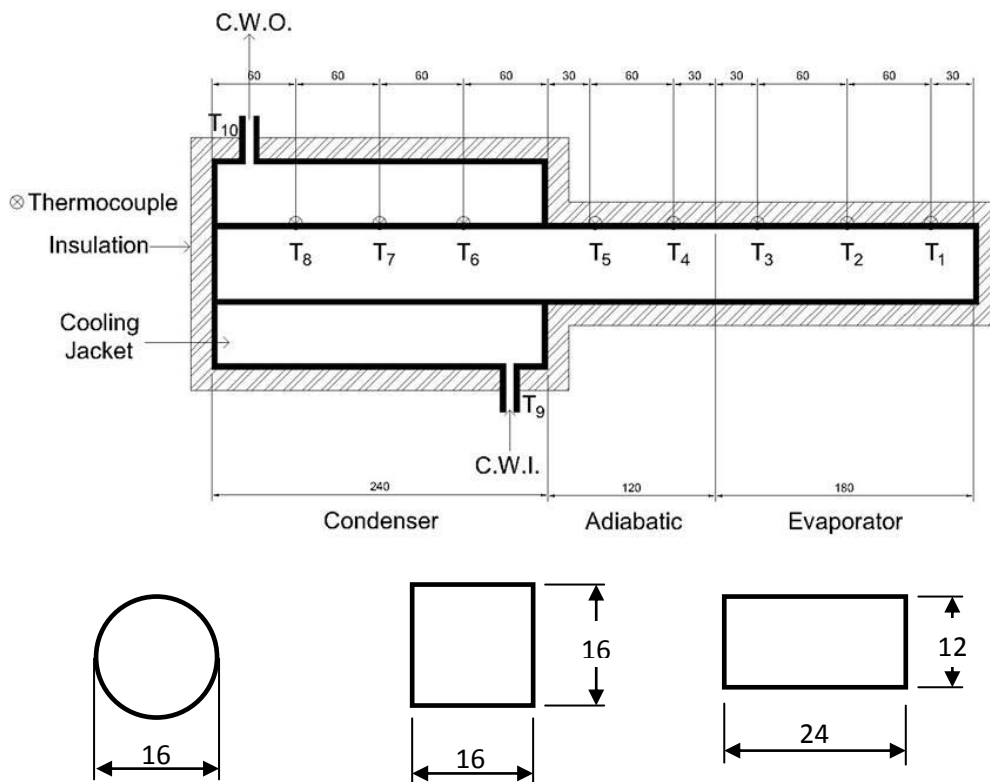 C.W.O.
60 60 60 60 30 60 30 30 60 60 30
T10
Thermocouple
Insulation
T8 T7 T6 T5 T4 T3 T2 T1
Cooling
Jacket
T9
C.W.I.
240 120 180
Condenser Adiabatic Evaporator
16
12
16 16 24